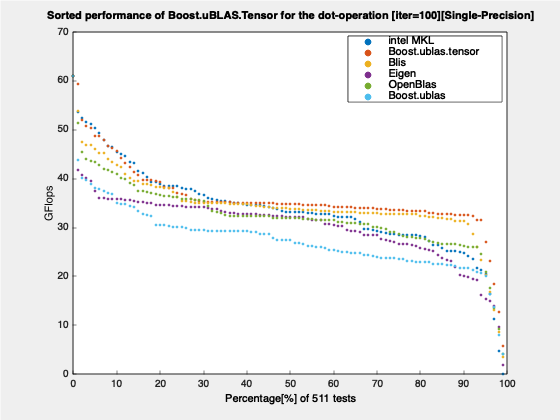 Sorted performance of Boost.uBLAS.Tensor for the dot-operation [iter=100][Single-Precision]
intel MKL
Boost.ublas.tensor
Blis
Eigen
OpenBlas
Boost.ublas
GFlops
70
60
50
40
30
20
10
0
0 10 20 30 40 50 60 70 80 90 100
Percentage[%] of 511 tests